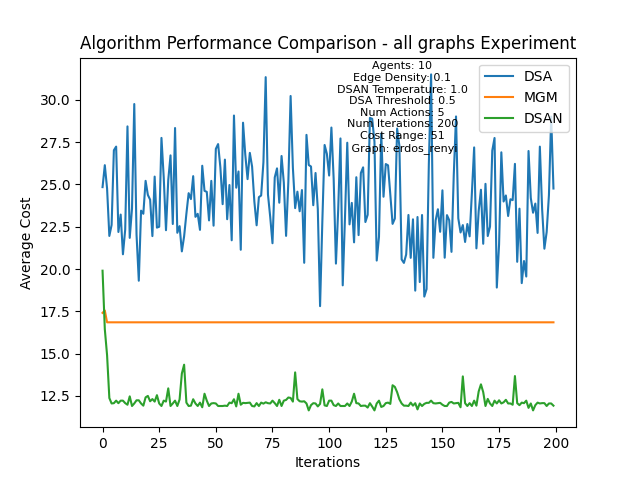 Algorithm Performance Comparison - all graphs Experiment
Agents: 10
Edge Density: 0.1
DSAN Temperature: 1.0
DSA Threshold: 0.5
Num Actions: 5
Num Iterations: 200
Cost Range: 51
Graph: erdos_renyi
DSA
MGM
DSAN
Average Cost
30.0
27.5
25.0
22.5
20.0
17.5
15.0
12.5
0
25
50
75
100
125
150
175
200
Iterations